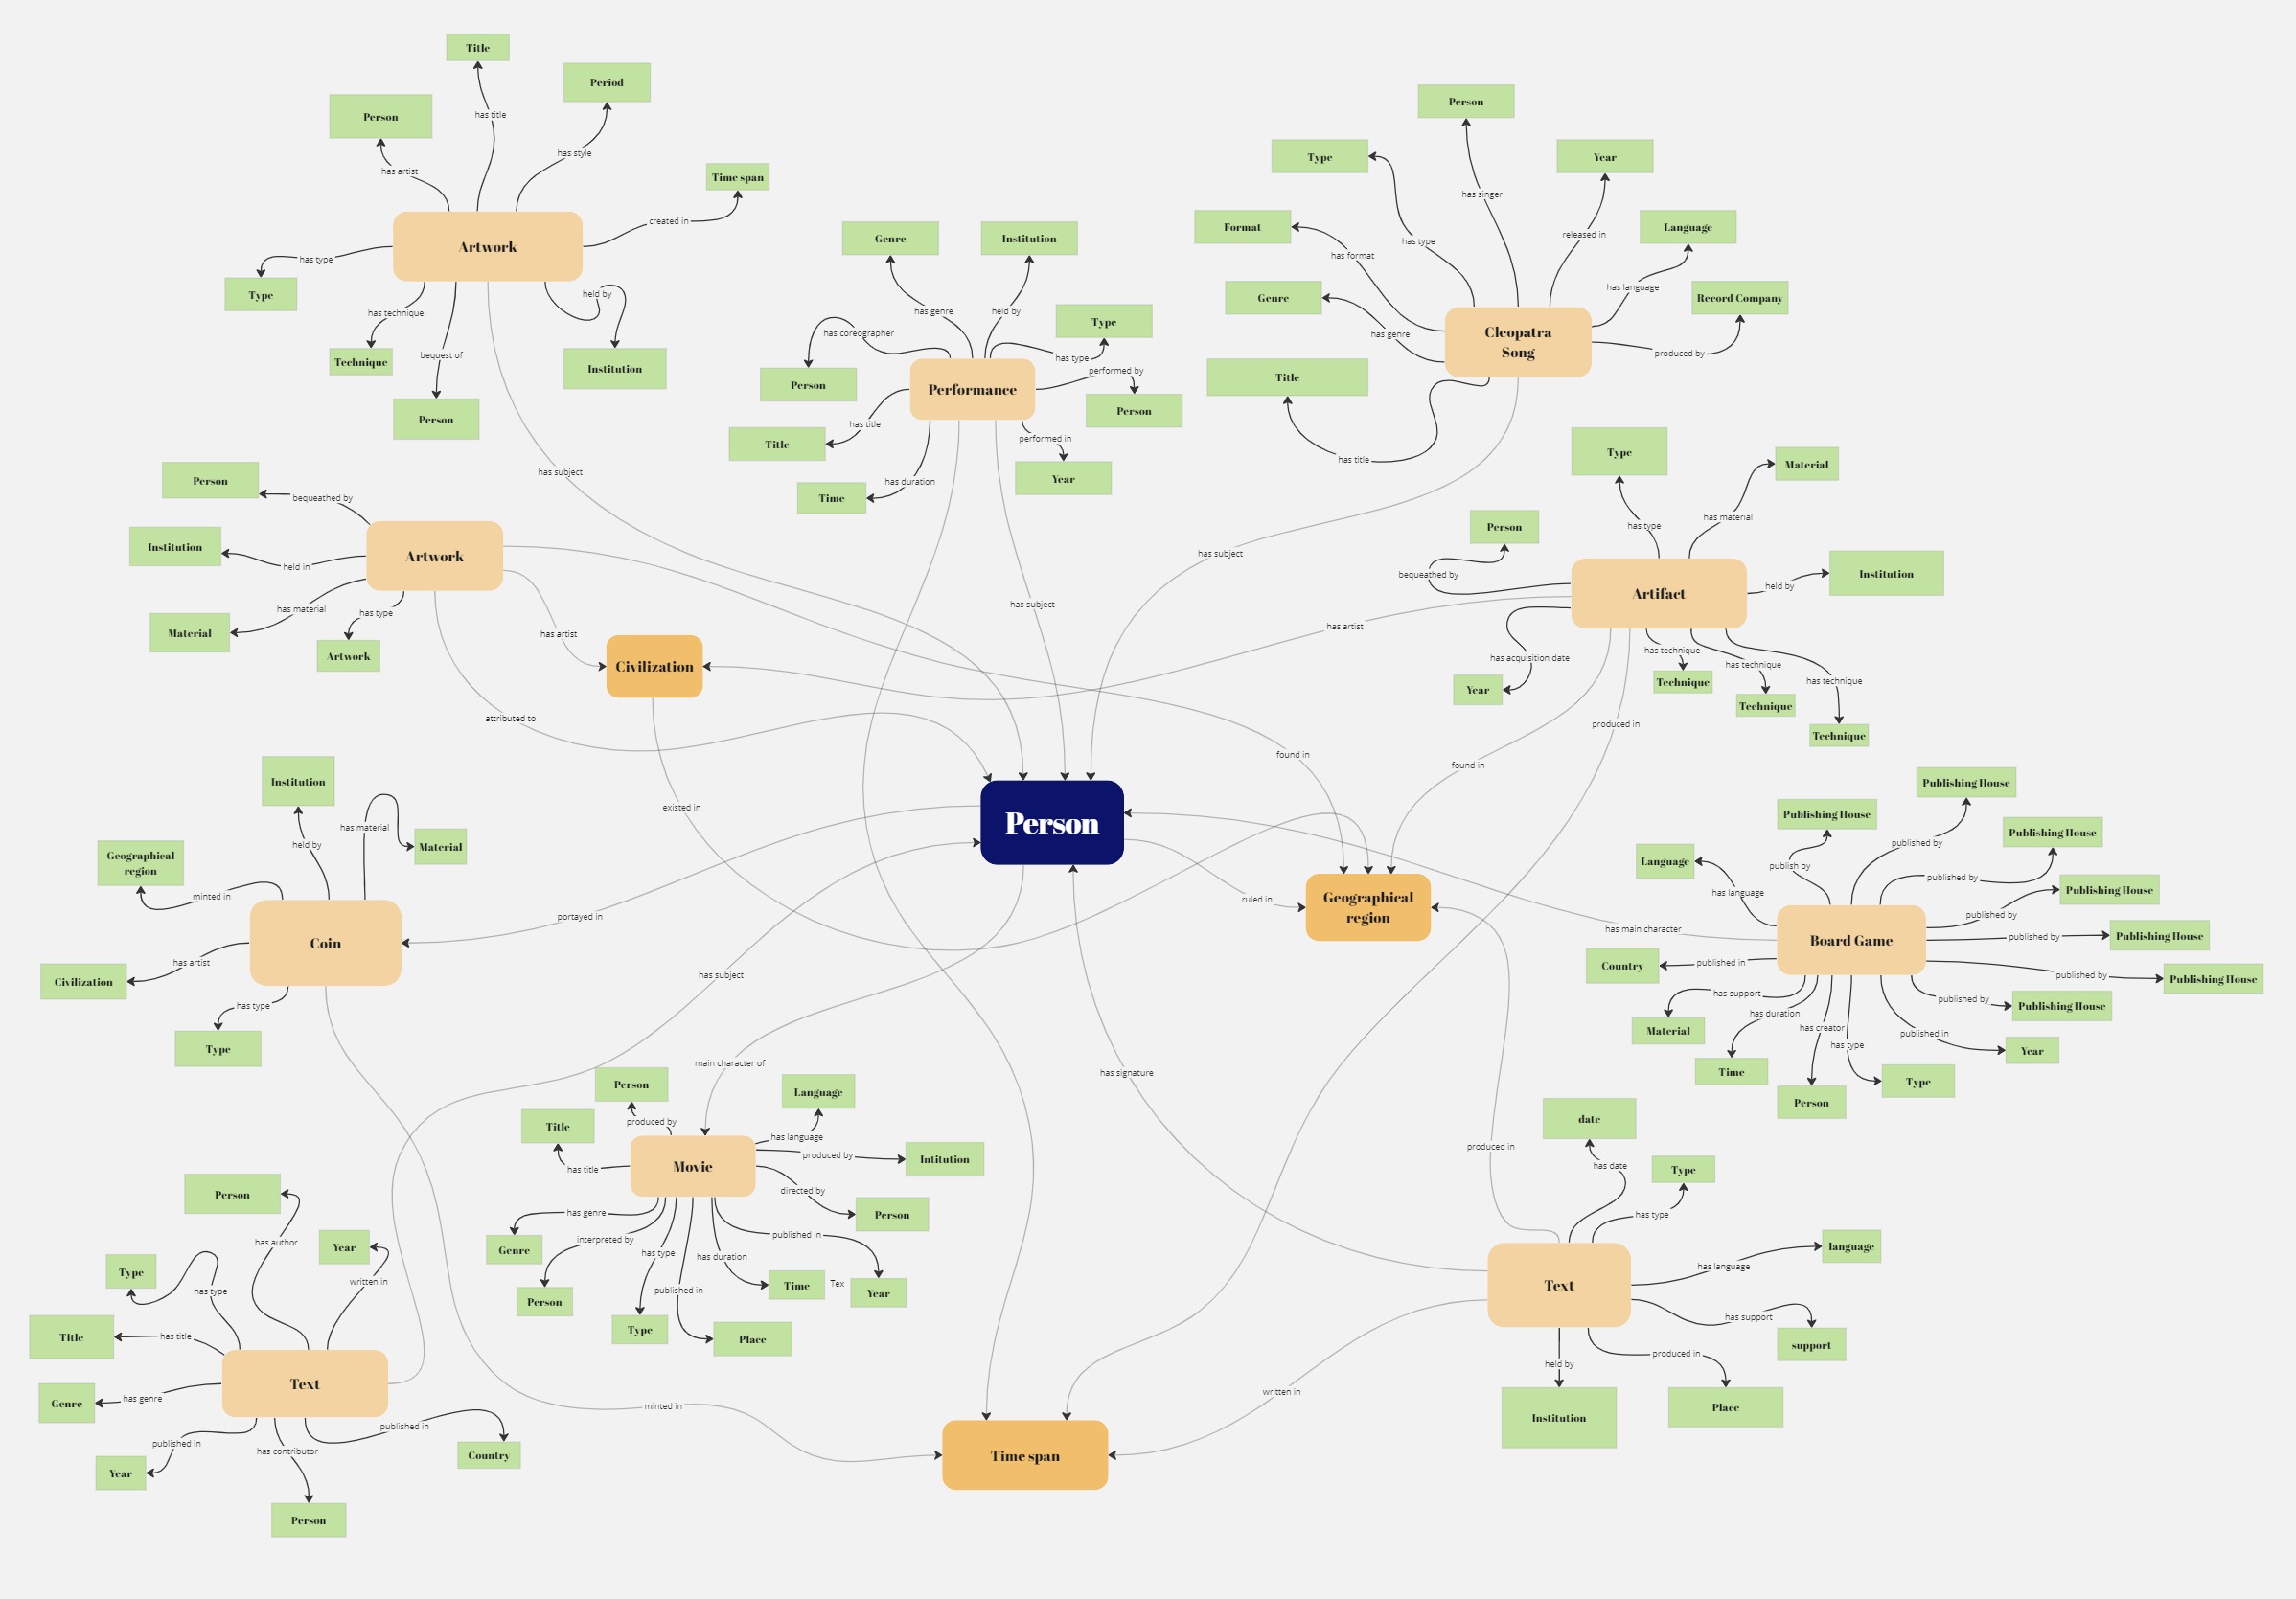 Title
Period
Person
has title
has style
has artist
Time span
created in
Artwork
has type
Type
held by
has technique
Technique
bequest of
Institution
Person
has subject
Genre
Institution
has genre
held by
has coreographer
Type
has type
Person
performed by
Performance
Person
has title
Title
performed in
Year
has duration
Time
has subject
Person
Type
Year
has singer
Format
has type
released in
Language
has format
has language
Genre
Record Company
has genre
Cleopatra
Song
produced by
Title
has title
has subject
Person
bequeathed by
Institution
Artwork
held in
has material
has type
Material
Artwork
has artist
Civilization
attributed to
existed in
found in
Type
Material
has material
Person
has type
bequeathed by
Institution
held by
Artifact
has artist
has acquisition date
has technique
has technique
has technique
Year
Technique
Technique
Technique
produced in
found in
Person
ruled in
Geographical
region
portayed in
Institution
has material
held by
Material
Geographical
region
minted in
Coin
has artist
Civilization
has type
Type
has subject
main character of
has signature
produced in
has main character
Publishing House
Publishing House
Publishing House
published by
Language
publish by
published by
Publishing House
has language
published by
Publishing House
published by
Board Game
Country
published in
published by
Publishing House
has support
published by
Publishing House
has duration
Material
has creator
published in
has type
Year
Time
Type
Person
Person
Language
Title
produced by
has language
produced by
Intitution
has title
Movie
directed by
Person
has genre
published in
interpreted by
Genre
has type
has duration
Time
Tex
Year
published in
Person
Type
Place
date
has date
Type
has type
language
has language
Text
has support
support
held by
produced in
Institution
Place
written in
Person
has author
Year
Type
written in
has type
Title
has title
Text
Genre
has genre
published in
published in
has contributor
Country
Year
Person
minted in
Time span